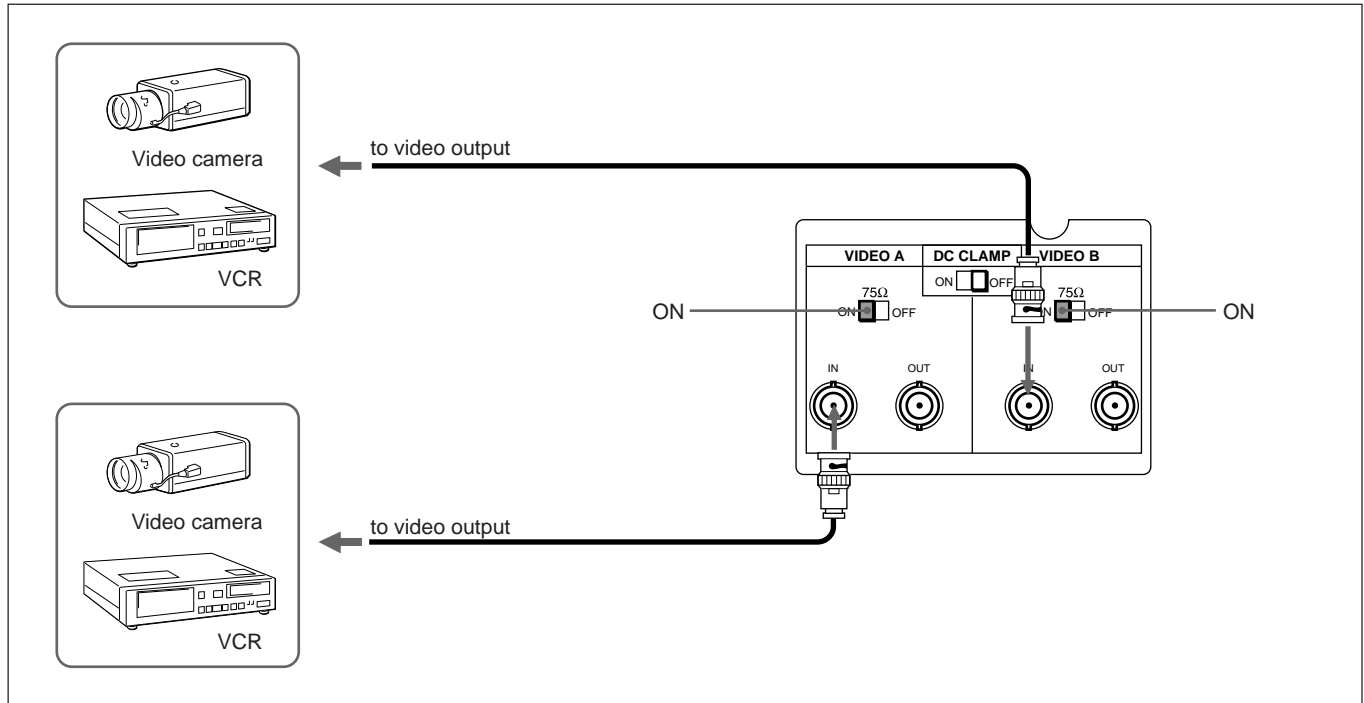 Video camera
VCR
to video output
VIDEO A DC CLAMP VIDEO B
ON OFF
75Ω 75Ω
ON OFF N OFF
ON ON
IN OUT IN OUT
Video camera
VCR
to video output